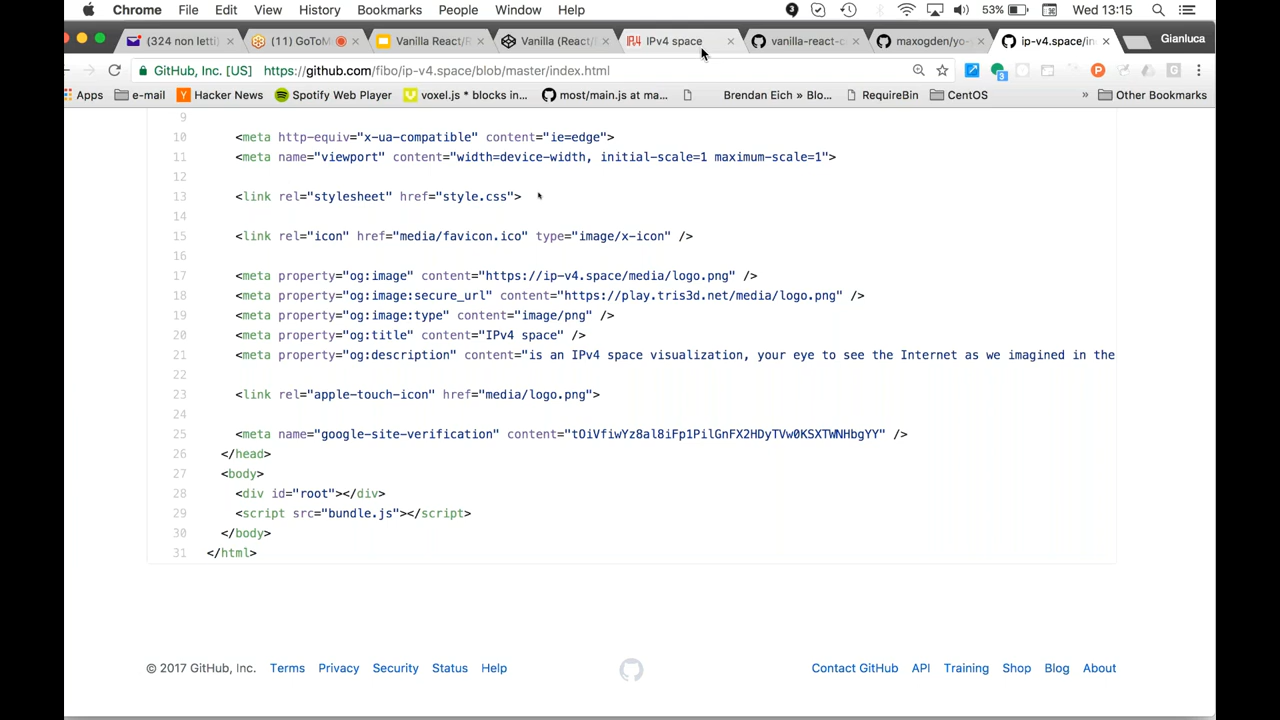 Chrome File Edit View History Bookmarks People Window Help 3 53% Wed 13:15
(324 non letti) (11) GoToMe Vanilla React/R Vanilla (React/ IPv4 space vanilla-react-c maxogden/yo- ip-v4.space/in Gianluca
GitHub, Inc. [US] https://github.com/fibo/ip-v4.space/blob/master/index.html 3 P G
Apps e-mail Hacker News Spotify Web Player voxel.js * blocks in... most/main.js at ma... Brendan Eich » Blo... RequireBin CentOS » Other Bookmarks
9
10 <meta http-equiv="x-ua-compatible" content="ie=edge">
11 <meta name="viewport" content="width=device-width, initial-scale=1 maximum-scale=1">
12
13 <link rel="stylesheet" href="style.css">
14
15 <link rel="icon" href="media/favicon.ico" type="image/x-icon" />
16
17 <meta property="og:image" content="https://ip-v4.space/media/logo.png" />
18 <meta property="og:image:secure_url" content="https://play.tris3d.net/media/logo.png" />
19 <meta property="og:image:type" content="image/png" />
20 <meta property="og:title" content="IPv4 space" />
21 <meta property="og:description" content="is an IPv4 space visualization, your eye to see the Internet as we imagined in the
22
23 <link rel="apple-touch-icon" href="media/logo.png">
24
25 <meta name="google-site-verification" content="tOiVfiwYz8al8iFp1PilGnFX2HDyTVw0KSXTWNHbgYY" />
26 </head>
27 <body>
28 <div id="root"></div>
29 <script src="bundle.js"></script>
30 </body>
31 </html>
© 2017 GitHub, Inc. Terms Privacy Security Status Help Contact GitHub API Training Shop Blog About